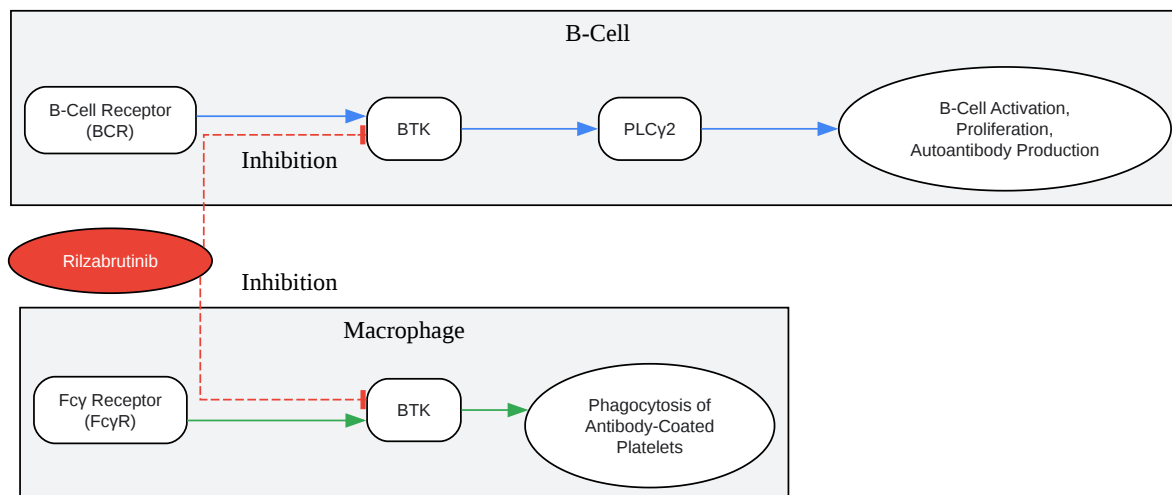 B-Cell
B-Cell Receptor
(BCR)
BTK
PLCγ2
B-Cell Activation,
Proliferation,
Autoantibody Production
Inhibition
Rilzabrutinib
Inhibition
Macrophage
Fcγ Receptor
(FcγR)
BTK
Phagocytosis of
Antibody-Coated
Platelets